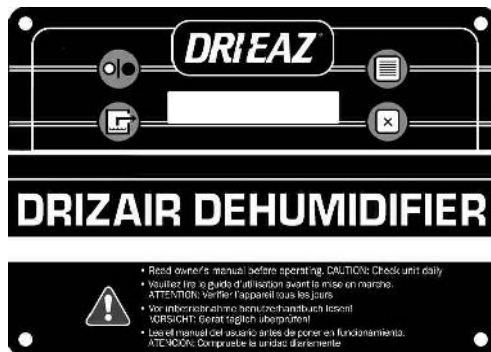 DRI-EAZ
DRIZAIR DEHUMIDIFIER
• Read owner's manual before operating. CAUTION: Check unit daily
• Veuillez lire le guide d'utilisation avant la mise en marche.
ATTENTION: Vérifier l'appareil tous les jours
• Vor inbetriebnahme benutzerhandbuch lesen!
VORSICHT: Gerät täglich überprüfen!
• Lea el manual del usuario antes de poner en funcionamiento.
ATENCIÓN: Compruebe la unidad diariamente